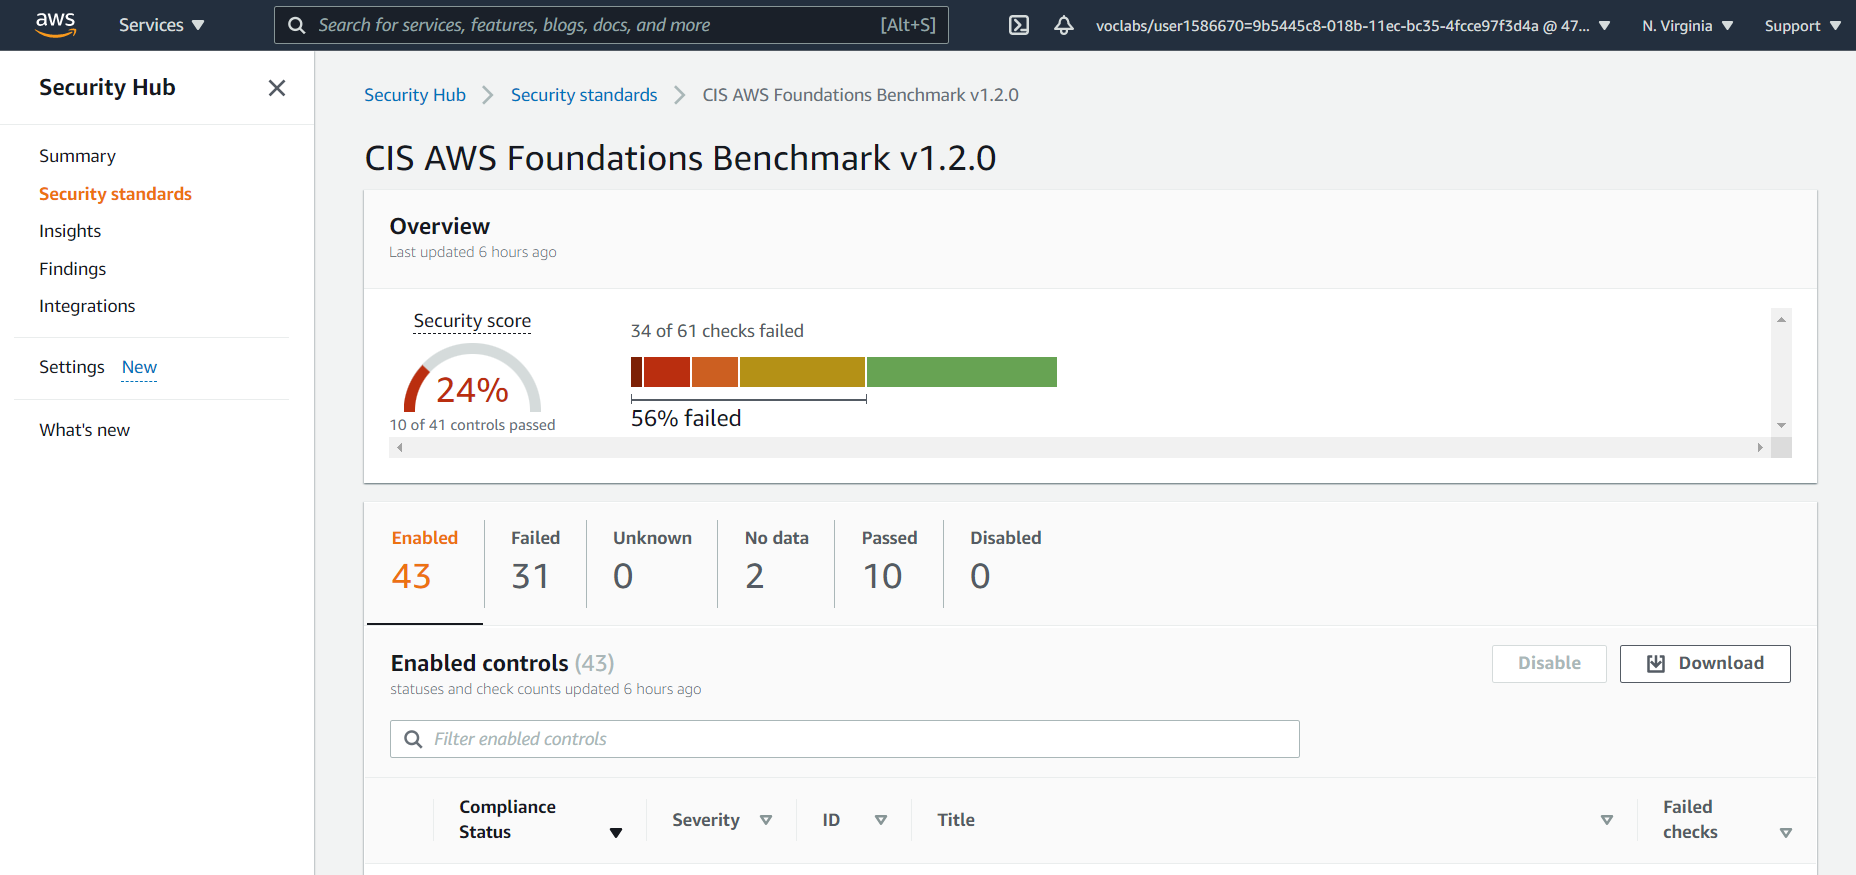 aws Services Search for services, features, blogs, docs, and more [Alt+S] voclabs/user1586670=9b5445c8-018b-11ec-bc35-4fcce97f3d4a @ 47... N. Virginia Support
Security Hub
Summary
Security standards
Insights
Findings
Integrations
Settings New
What's new
Security Hub Security standards CIS AWS Foundations Benchmark v1.2.0
CIS AWS Foundations Benchmark v1.2.0
Overview
Last updated 6 hours ago
Security score
24%
10 of 41 controls passed
34 of 61 checks failed
56% failed
Enabled Failed Unknown No data Passed Disabled
43 31 0 2 10 0
Enabled controls (43)
statuses and check counts updated 6 hours ago
Disable Download
Filter enabled controls
Compliance Status Severity ID Title Failed checks